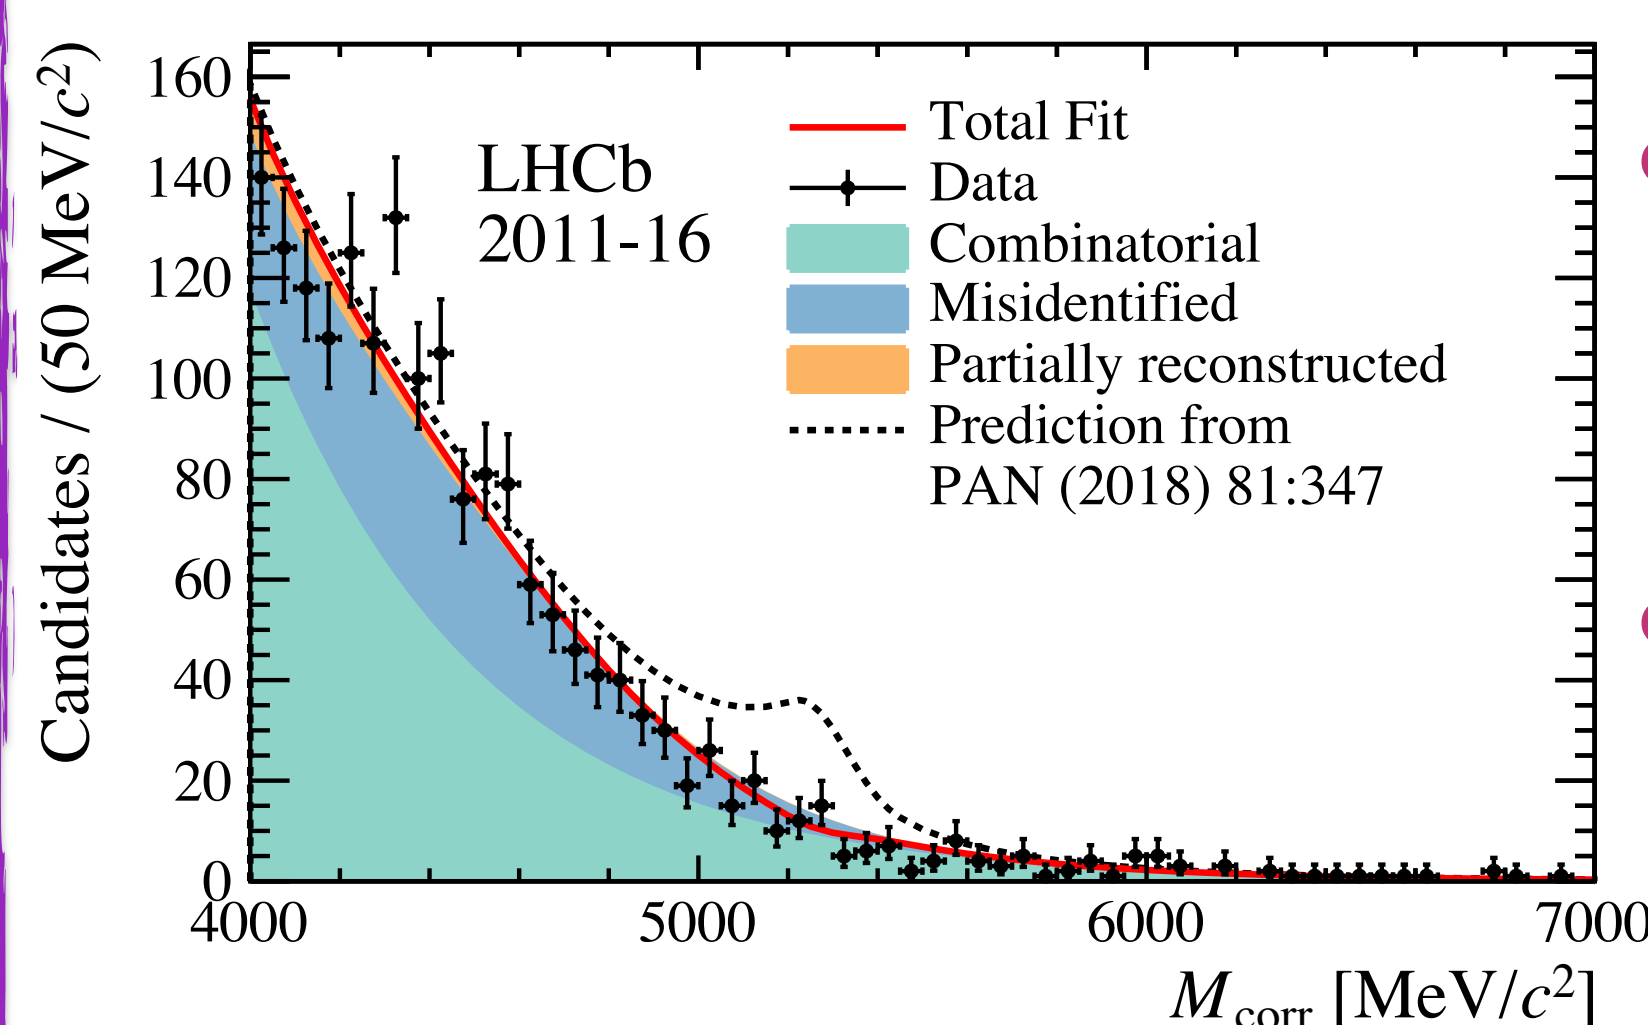 Candidates / (50 MeV/c²)
160
140
120
100
80
60
40
20
0
LHCb
2011-16
Total Fit
Data
Combinatorial
Misidentified
Partially reconstructed
Prediction from
PAN (2018) 81:347
4000 5000 6000 7000
M_corr [MeV/c²]